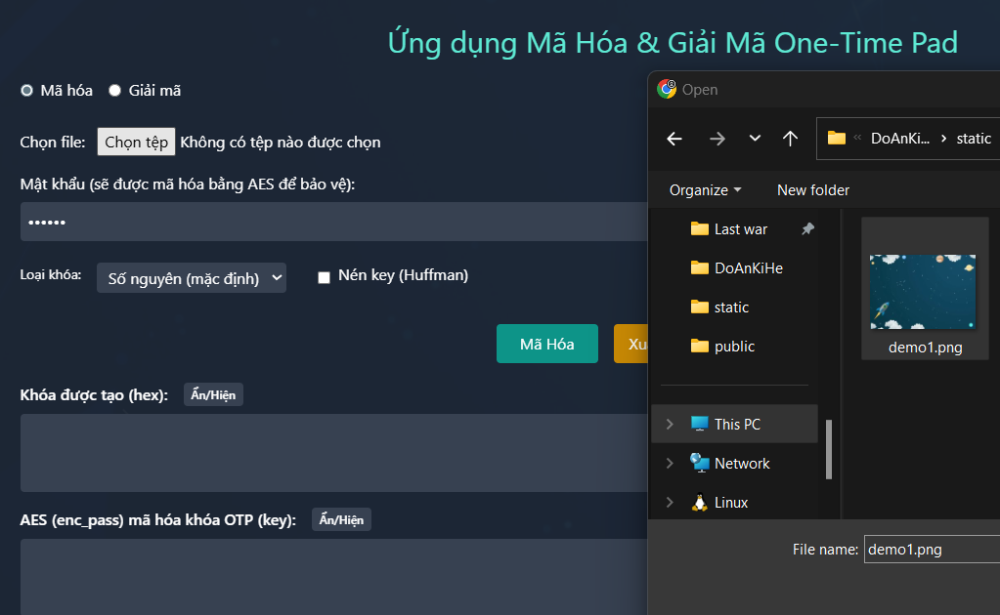 Ứng dụng Mã Hóa & Giải Mã One-Time Pad
Mã hóa Giải mã
Chọn file: Chọn tệp Không có tệp nào được chọn
Mật khẩu (sẽ được mã hóa bằng AES để bảo vệ):
••••••
Loại khóa: Số nguyên (mặc định) Nén key (Huffman)
Mã Hóa Xu
Khóa được tạo (hex): Ẩn/Hiện
AES (enc_pass) mã hóa khóa OTP (key): Ẩn/Hiện
Open
« DoAnKi... › static
Organize New folder
Last war
DoAnKiHe
static
public
This PC
Network
Linux
demo1.png
File name: demo1.png